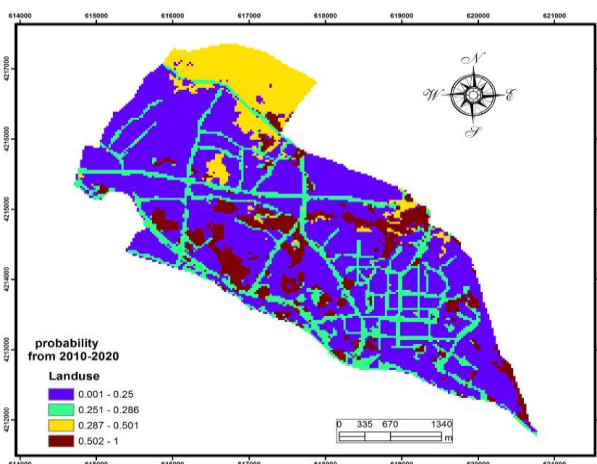 614000 615000 616000 617000 618000 619000 620000 621000
4217000
4216000
4215000
4214000
4213000
4212000
N
W E
S
probability
from 2010-2020
Landuse
0.001 - 0.25
0.251 - 0.286
0.287 - 0.501
0.502 - 1
0 335 670 1340
m
614000 615000 616000 617000 618000 619000 620000 621000